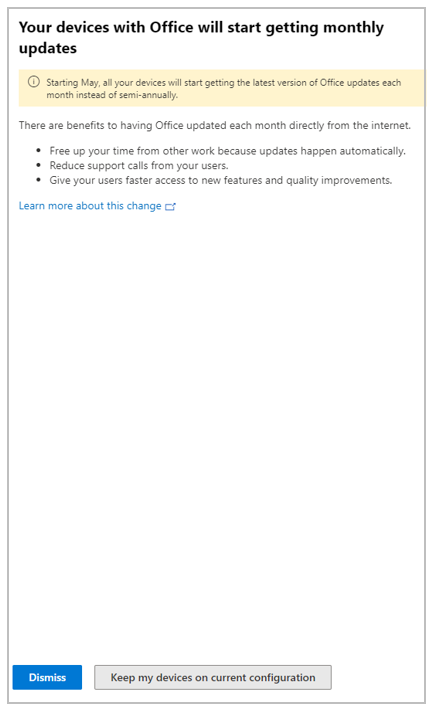 Your devices with Office will start getting monthly
updates
Starting May, all your devices will start getting the latest version of Office updates each
month instead of semi-annually.
There are benefits to having Office updated each month directly from the internet.
• Free up your time from other work because updates happen automatically.
• Reduce support calls from your users.
• Give your users faster access to new features and quality improvements.
Learn more about this change
Dismiss
Keep my devices on current configuration